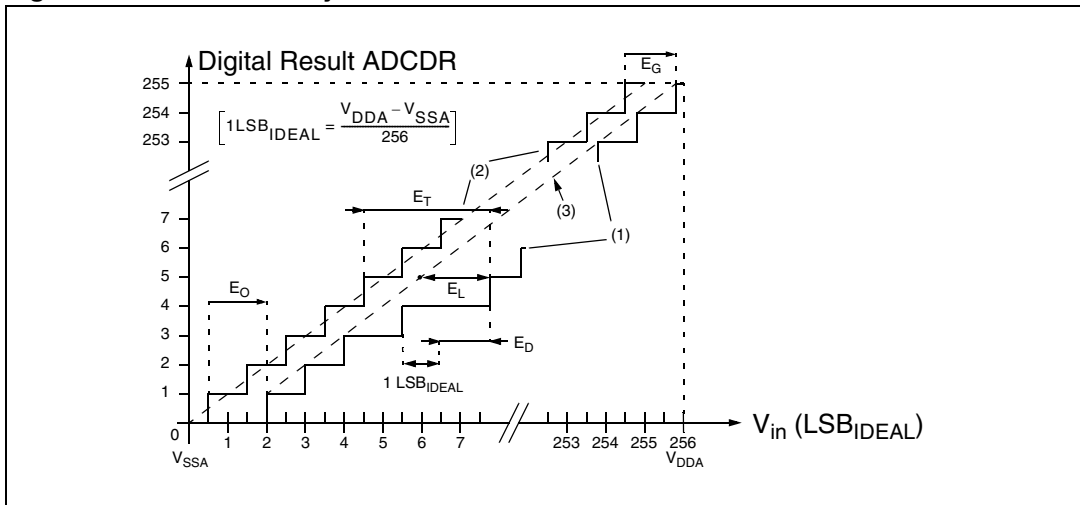 Digital Result ADCDR
EG
255
254
253
1LSBIDEAL = VDDA – VSSA
256
(2)
ET
(3)
(1)
7
6
5
4
3
2
1
0
EO
EL
ED
1 LSBIDEAL
1 2 3 4 5 6 7 253 254 255 256
Vin (LSBIDEAL)
VSSA
VDDA